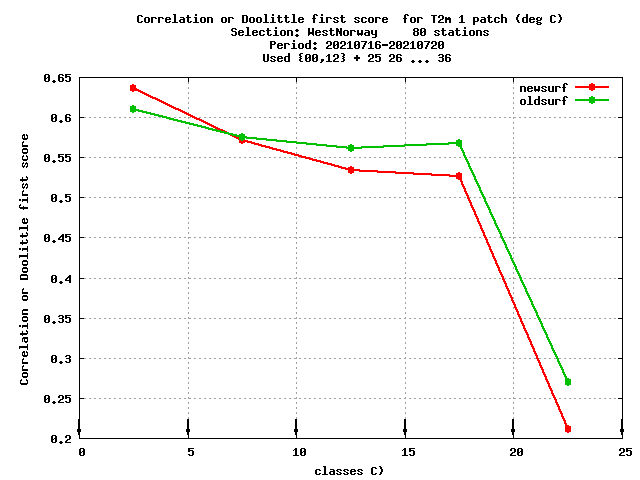 Correlation or Doolittle first score  for T2m 1 patch (deg C)
Selection: WestNorway     80 stations
Period: 20210716-20210720
Used {00,12} + 25 26 ... 36
newsurf
oldsurf
Correlation or Doolittle first score
0.65
0.6
0.55
0.5
0.45
0.4
0.35
0.3
0.25
0.2
0
5
10
15
20
25
classes C)